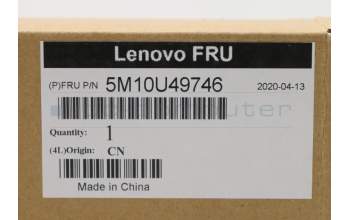 Lenovo FRU
(P)FRU P/N 5M10U49746 2020-04-13
Quantity: 1
(4L)Origin: CN
Made in China